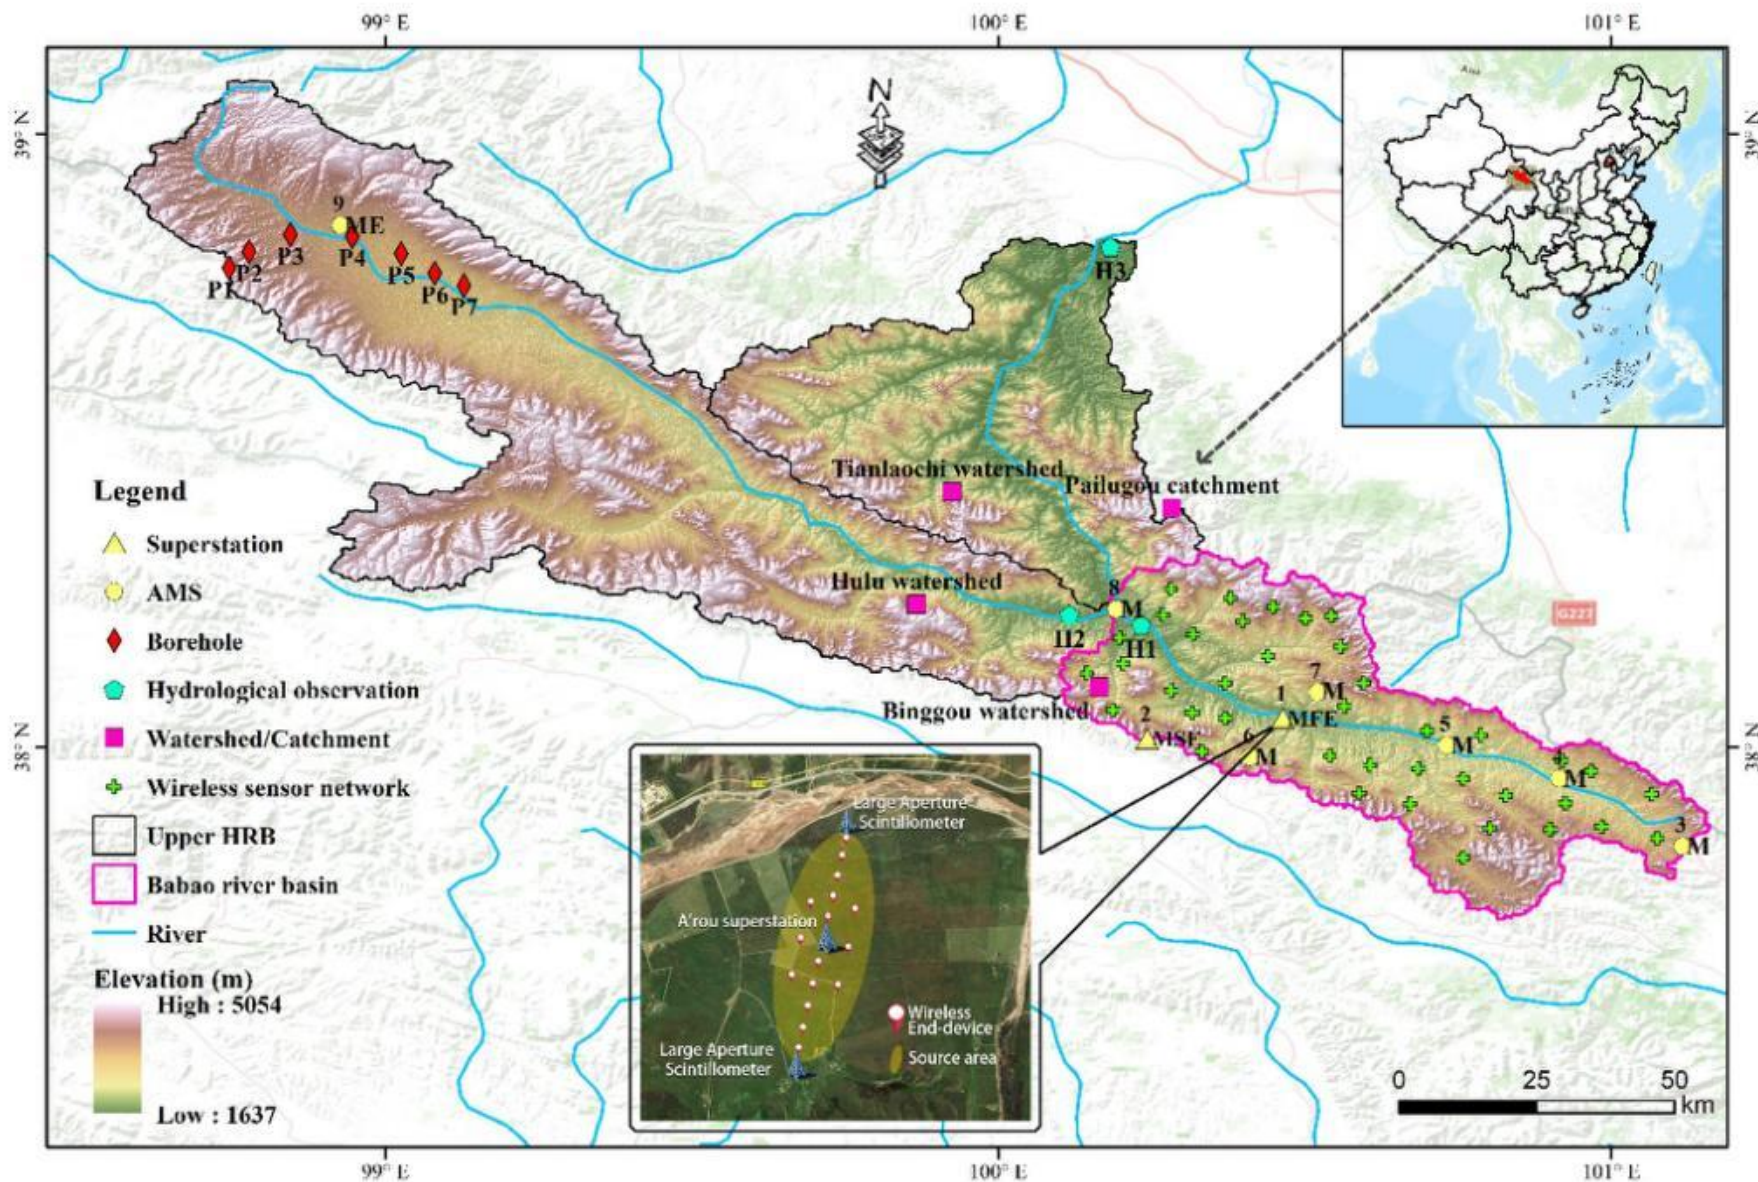 99° E
100° E
101° E
39° N
39° N
N
9
ME
P1
P2
P3
P4
P5
P6
P7
H3
Tianlaochi watershed
Pailugou catchment
Hulu watershed
8
M
H2
H1
7
M
1
MFE
Binggou watershed
2
MSF
6
M
5
M
M
3
M
G227
38° N
38° N
Legend
Superstation
AMS
Borehole
Hydrological observation
Watershed/Catchment
Wireless sensor network
Upper HRB
Babao river basin
River
Elevation (m)
High : 5054
Low : 1637
Large Aperture
Scintillometer
A'rou superstation
Wireless
End-device
Source area
Large Aperture
Scintillometer
0 25 50
km
99° E
100° E
101° E